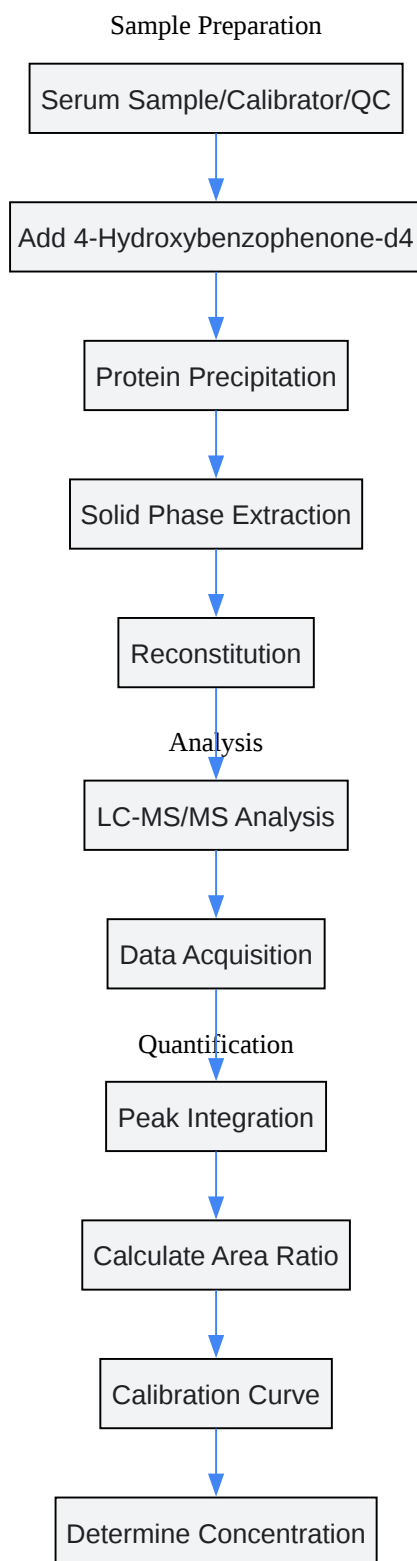 Sample Preparation
Serum Sample/Calibrator/QC
Add 4-Hydroxybenzophenone-d4
Protein Precipitation
Solid Phase Extraction
Reconstitution
Analysis
LC-MS/MS Analysis
Data Acquisition
Quantification
Peak Integration
Calculate Area Ratio
Calibration Curve
Determine Concentration